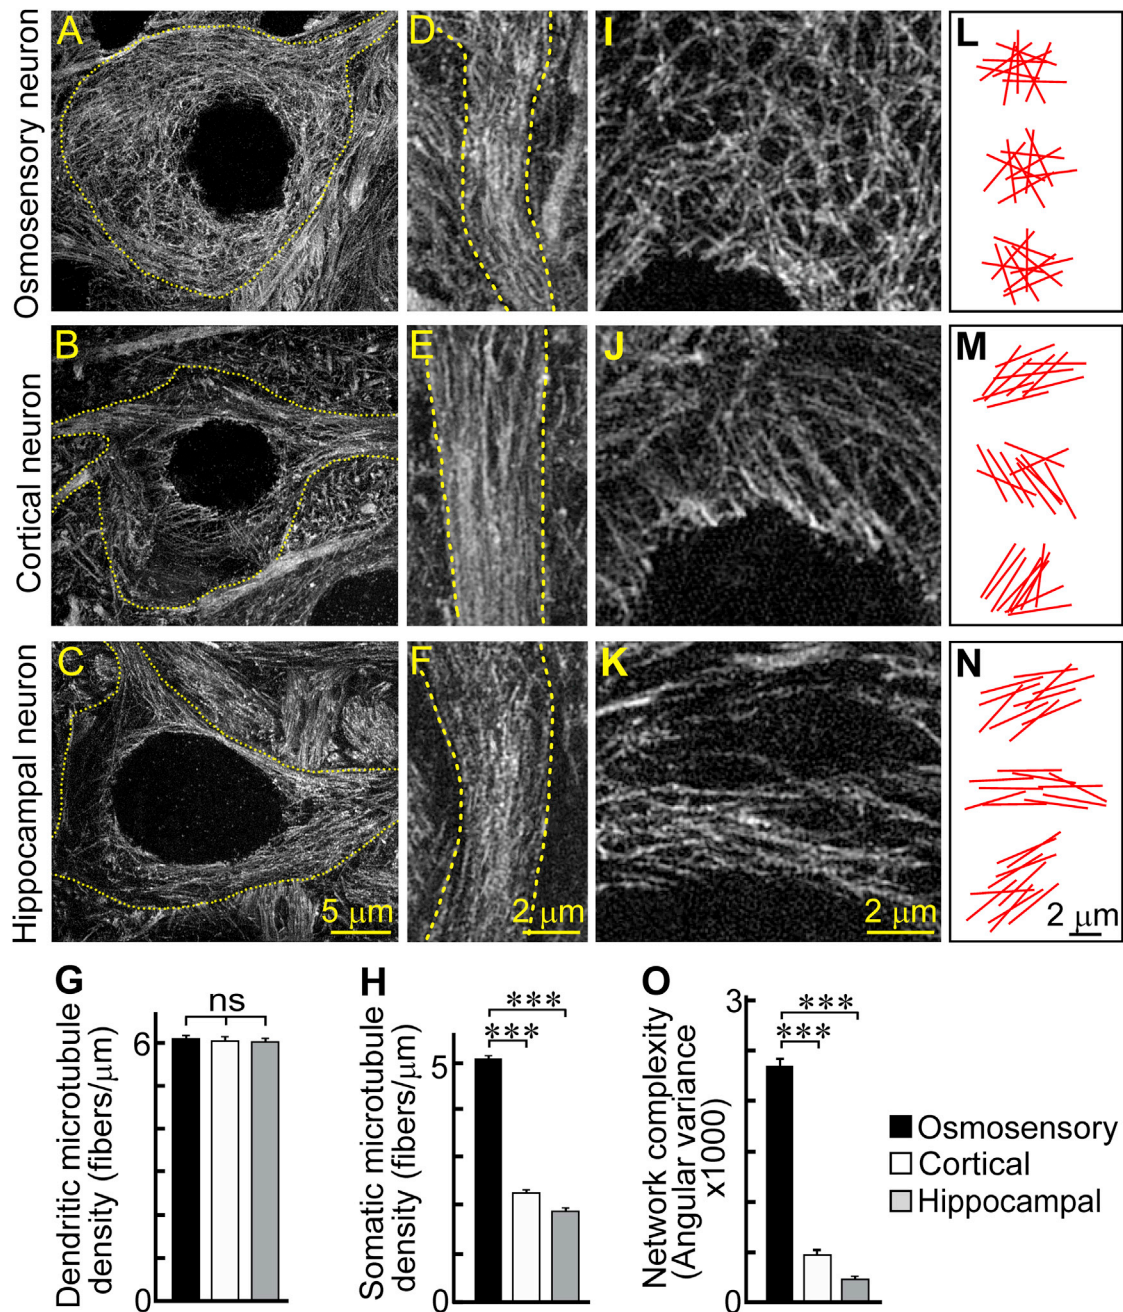 Osmosensory neuron
A
D
I
L
Cortical neuron
B
E
J
M
Hippocampal neuron
C
5 μm
F
2 μm
K
2 μm
N
2 μm
G
Dendritic microtubule
density (fibers/μm)
6
0
ns
H
Somatic microtubule
density (fibers/μm)
5
0
***
***
O
Network complexity
(Angular variance
x1000)
3
0
***
***
Osmosensory
Cortical
Hippocampal